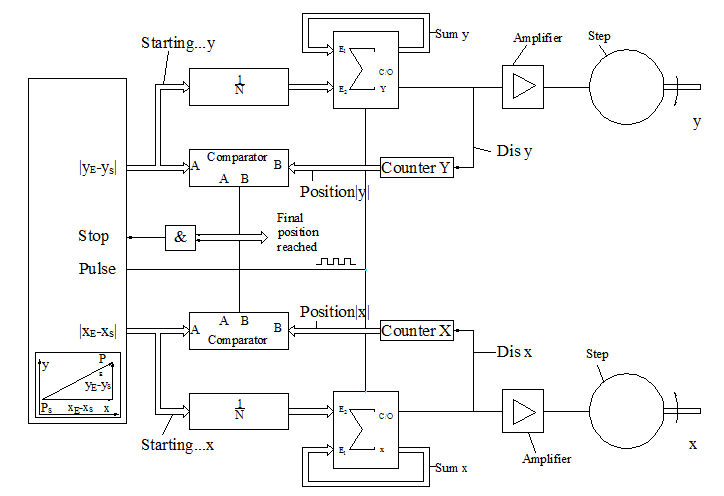 Starting...y
Sum y
Amplifier
Step
E1
C/O
E2
Y
1
N
y
|yE-yS|
A
Comparator
B
A B
Counter Y
Dis y
Position|y|
Stop
&
Final
position
reached
Pulse
Position|x|
|xE-xS|
A
A B
B
Comparator
Counter X
Dis x
Step
P
y
s
yE-yS
PS
xE-xS
x
1
N
E2
C/O
E1
x
Starting...x
Sum x
Amplifier
x